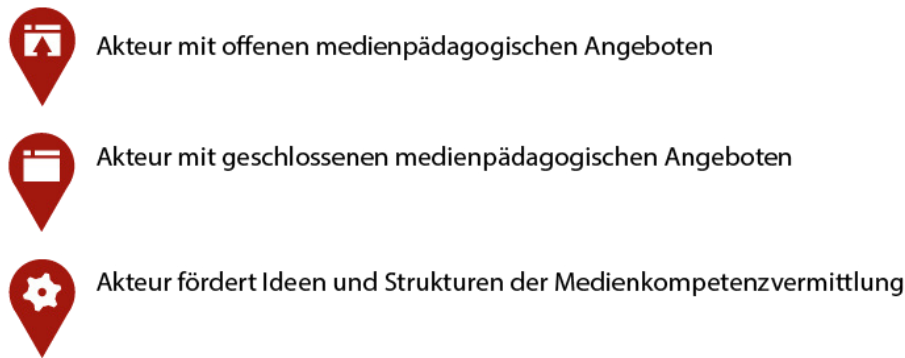 Akteur mit offenen medienpädagogischen Angeboten
Akteur mit geschlossenen medienpädagogischen Angeboten
Akteur fördert Ideen und Strukturen der Medienkompetenzvermittlung